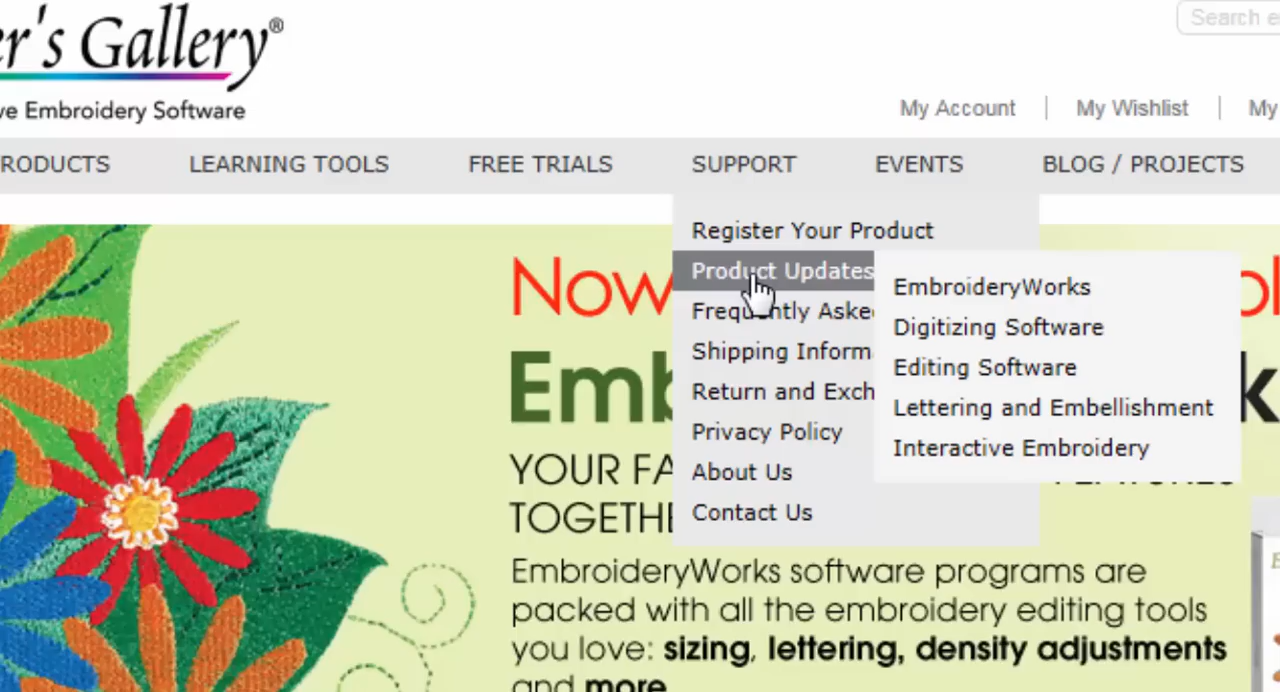 Search e
er's Gallery®
ve Embroidery Software
My Account | My Wishlist | My
RODUCTS LEARNING TOOLS FREE TRIALS SUPPORT EVENTS BLOG / PROJECTS
Register Your Product
Product Updates
Frequently Aske
Shipping Inform
Return and Exch
Privacy Policy
About Us
Contact Us
EmbroideryWorks
Digitizing Software
Editing Software
Lettering and Embellishment
Interactive Embroidery
Now
Emb
YOUR FA
TOGETHE
EmbroideryWorks software programs are
packed with all the embroidery editing tools
you love: sizing, lettering, density adjustments
and more